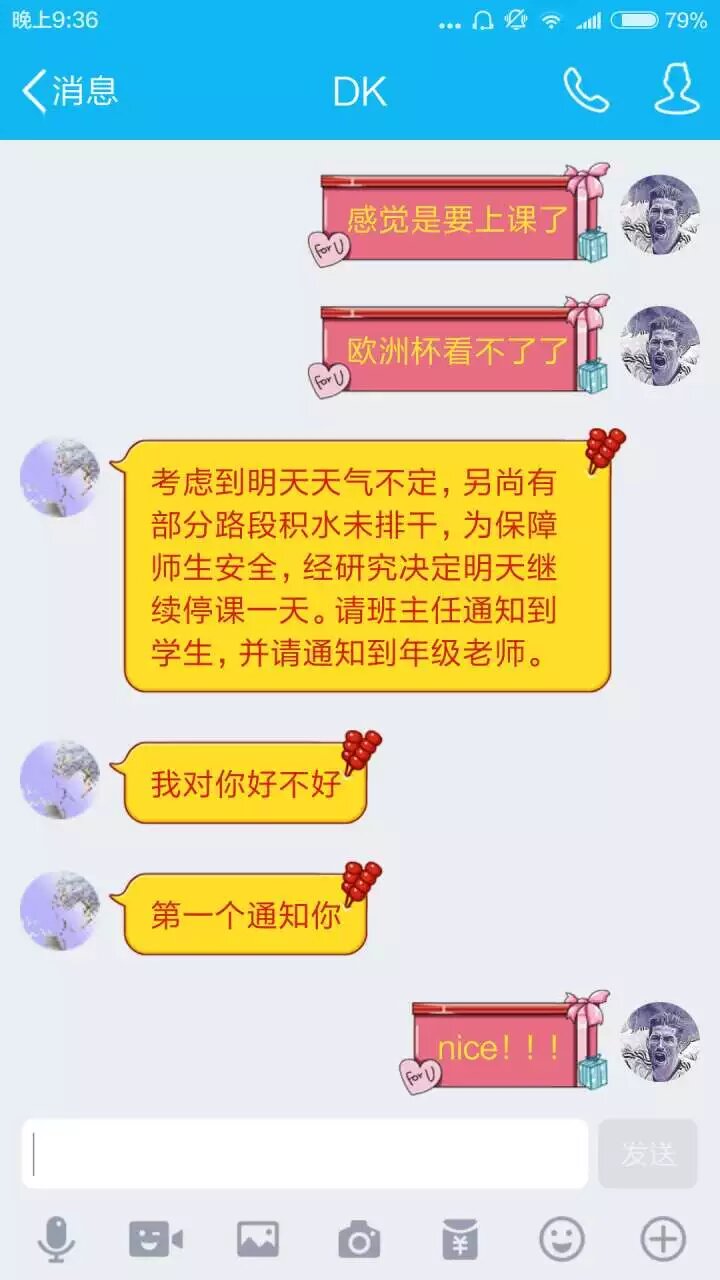 晚上9:36
79%
消息
DK
感觉是要上课了
for U
欧洲杯看不了了
for U
考虑到明天天气不定，另尚有
部分路段积水未排干，为保障
师生安全，经研究决定明天继
续停课一天。请班主任通知到
学生，并请通知到年级老师。
我对你好不好
第一个通知你
nice！！！
for U
发送
¥